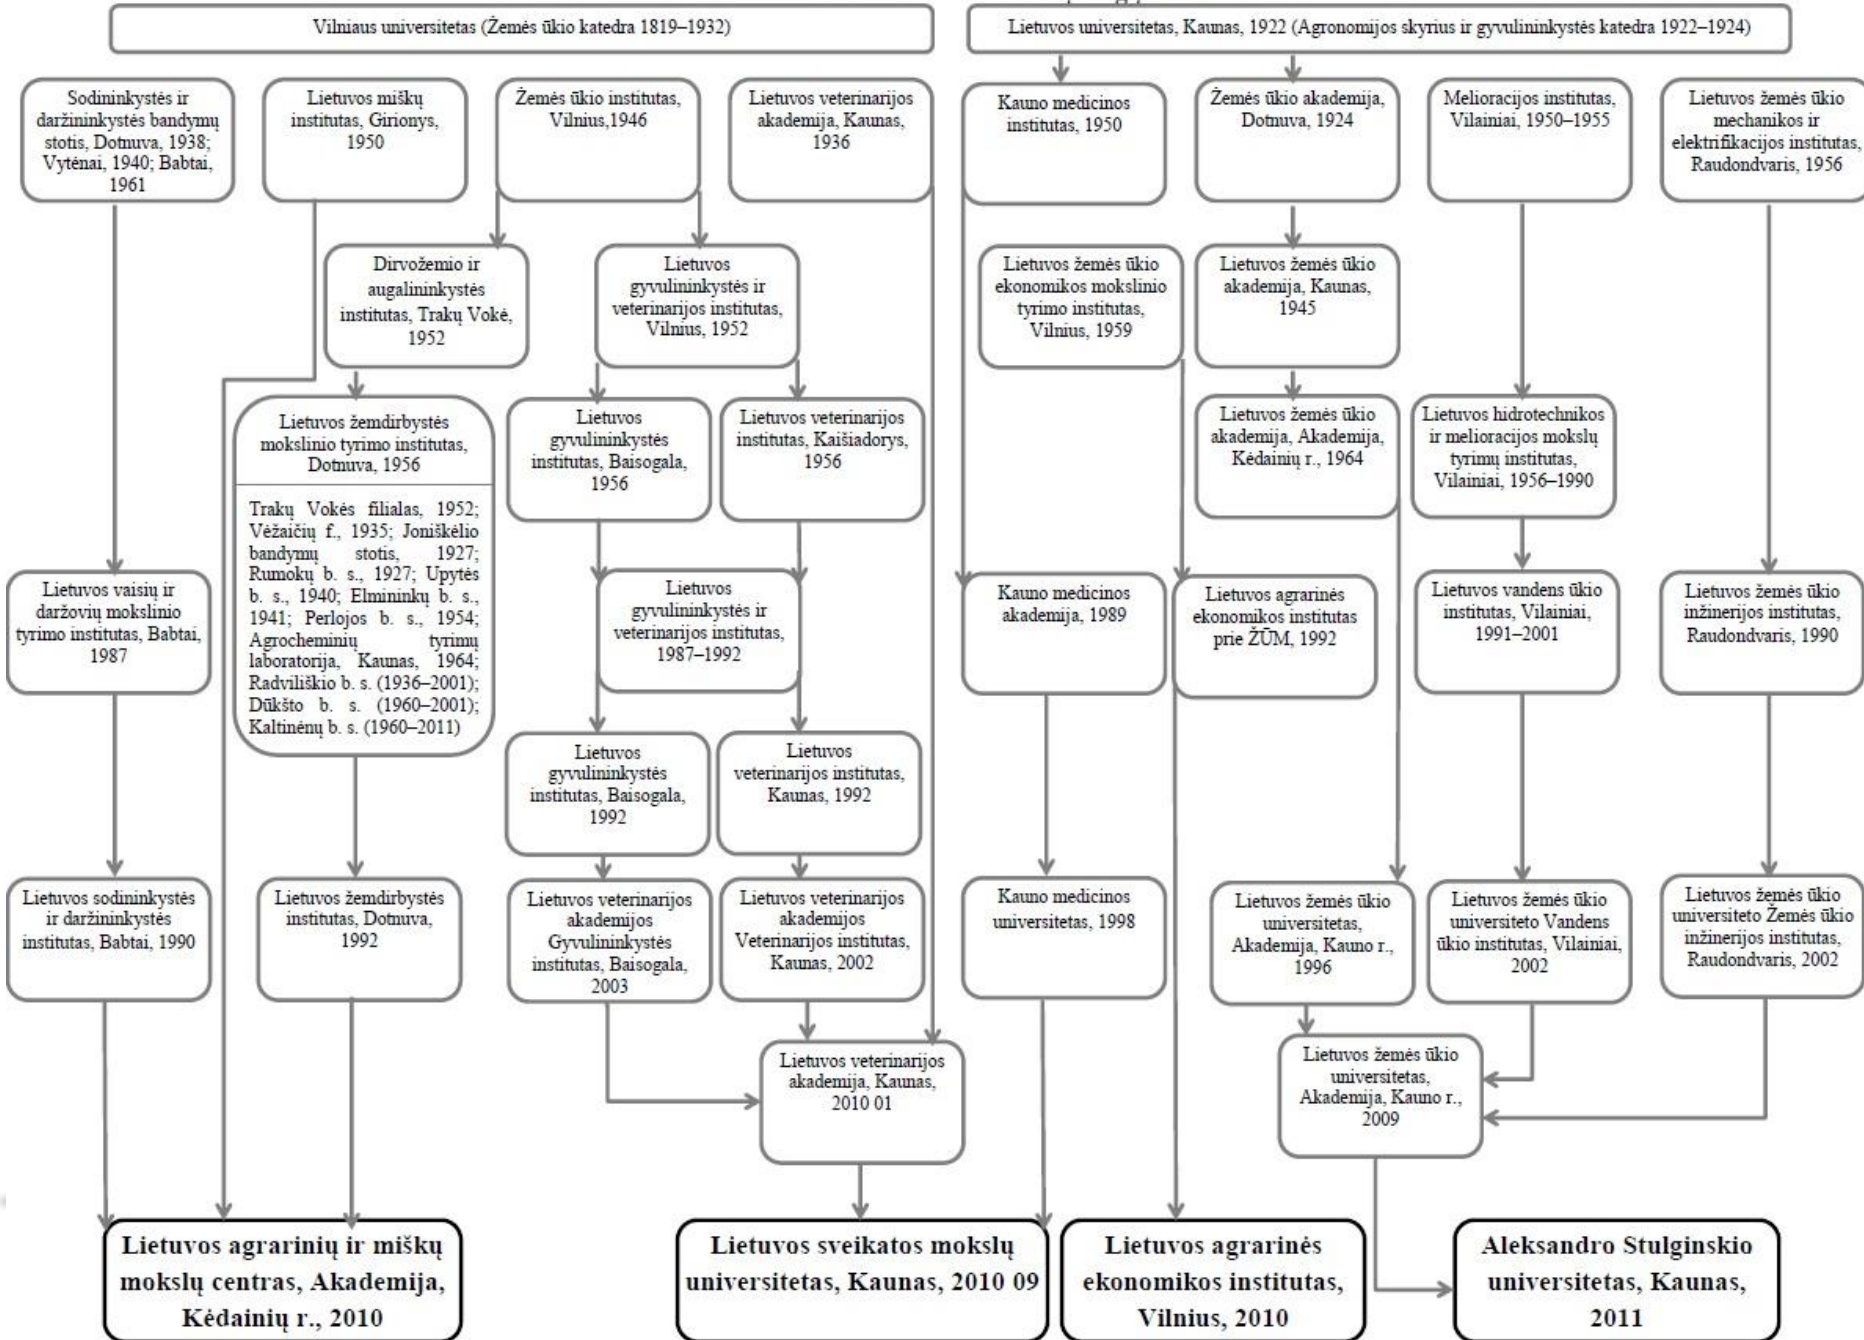 Vilniaus universitetas (Žemės ūkio katedra 1819–1932)
Lietuvos universitetas, Kaunas, 1922 (Agronomijos skyrius ir gyvulininkystės katedra 1922–1924)
Sodininkystės ir
daržininkystės bandymų
stotis, Dotnuva, 1938;
Vytėnai, 1940; Babtai,
1961
Lietuvos miškų
institutas, Girionys,
1950
Žemės ūkio institutas,
Vilnius,1946
Lietuvos veterinarijos
akademija, Kaunas,
1936
Kauno medicinos
institutas, 1950
Žemės ūkio akademija,
Dotnuva, 1924
Melioracijos institutas,
Vilainiai, 1950–1955
Lietuvos žemės ūkio
mechanikos ir
elektrifikacijos institutas,
Raudondvaris, 1956
Dirvožemio ir
augalininkystės
institutas, Trakų Vokė,
1952
Lietuvos
gyvulininkystės ir
veterinarijos institutas,
Vilnius, 1952
Lietuvos žemės ūkio
ekonomikos mokslinio
tyrimo institutas,
Vilnius, 1959
Lietuvos žemės ūkio
akademija, Kaunas,
1945
Lietuvos žemdirbystės
mokslinio tyrimo institutas,
Dotnuva, 1956
Trakų Vokės filialas, 1952;
Vėžaičių f., 1935; Joniškėlio
bandymų stotis, 1927;
Rumokų b. s., 1927; Upytės
b. s., 1940; Elmininkų b. s.,
1941; Perlojos b. s., 1954;
Agrocheminių tyrimų
laboratorija, Kaunas, 1964;
Radviliškio b. s. (1936–2001);
Dūkšto b. s. (1960–2001);
Kaltinėnų b. s. (1960–2011)
Lietuvos
gyvulininkystės
institutas, Baisogala,
1956
Lietuvos veterinarijos
institutas, Kaišiadorys,
1956
Lietuvos žemės ūkio
akademija, Akademija,
Kėdainių r., 1964
Lietuvos hidrotechnikos
ir melioracijos mokslų
tyrimų institutas,
Vilainiai, 1956–1990
Lietuvos vaisių ir
daržovių mokslinio
tyrimo institutas, Babtai,
1987
Lietuvos
gyvulininkystės ir
veterinarijos institutas,
1987–1992
Kauno medicinos
akademija, 1989
Lietuvos agrarinės
ekonomikos institutas
prie ŽŪM, 1992
Lietuvos vandens ūkio
institutas, Vilainiai,
1991–2001
Lietuvos žemės ūkio
inžinerijos institutas,
Raudondvaris, 1990
Lietuvos
gyvulininkystės
institutas, Baisogala,
1992
Lietuvos
veterinarijos institutas,
Kaunas, 1992
Lietuvos sodininkystės
ir daržininkystės
institutas, Babtai, 1990
Lietuvos žemdirbystės
institutas, Dotnuva,
1992
Lietuvos veterinarijos
akademijos
Gyvulininkystės
institutas, Baisogala,
2003
Lietuvos veterinarijos
akademijos
Veterinarijos institutas,
Kaunas, 2002
Kauno medicinos
universitetas, 1998
Lietuvos žemės ūkio
universitetas,
Akademija, Kauno r.,
1996
Lietuvos žemės ūkio
universiteto Vandens
ūkio institutas, Vilainiai,
2002
Lietuvos žemės ūkio
universiteto Žemės ūkio
inžinerijos institutas,
Raudondvaris, 2002
Lietuvos veterinarijos
akademija, Kaunas,
2010 01
Lietuvos žemės ūkio
universitetas,
Akademija, Kauno r.,
2009
Lietuvos agrarinių ir miškų
mokslų centras, Akademija,
Kėdainių r., 2010
Lietuvos sveikatos mokslų
universitetas, Kaunas, 2010 09
Lietuvos agrarinės
ekonomikos institutas,
Vilnius, 2010
Aleksandro Stulginskio
universitetas, Kaunas,
2011